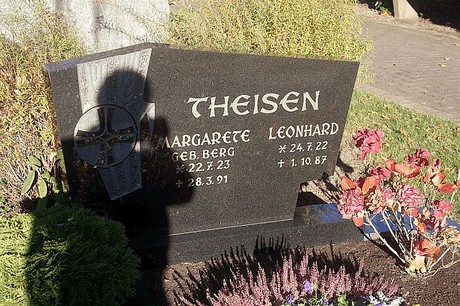 THEISEN
MARGARETE
GEB. BERG
* 22.7.23
+ 28.3.91
LEONHARD
* 24.7.22
+ 1.10.87